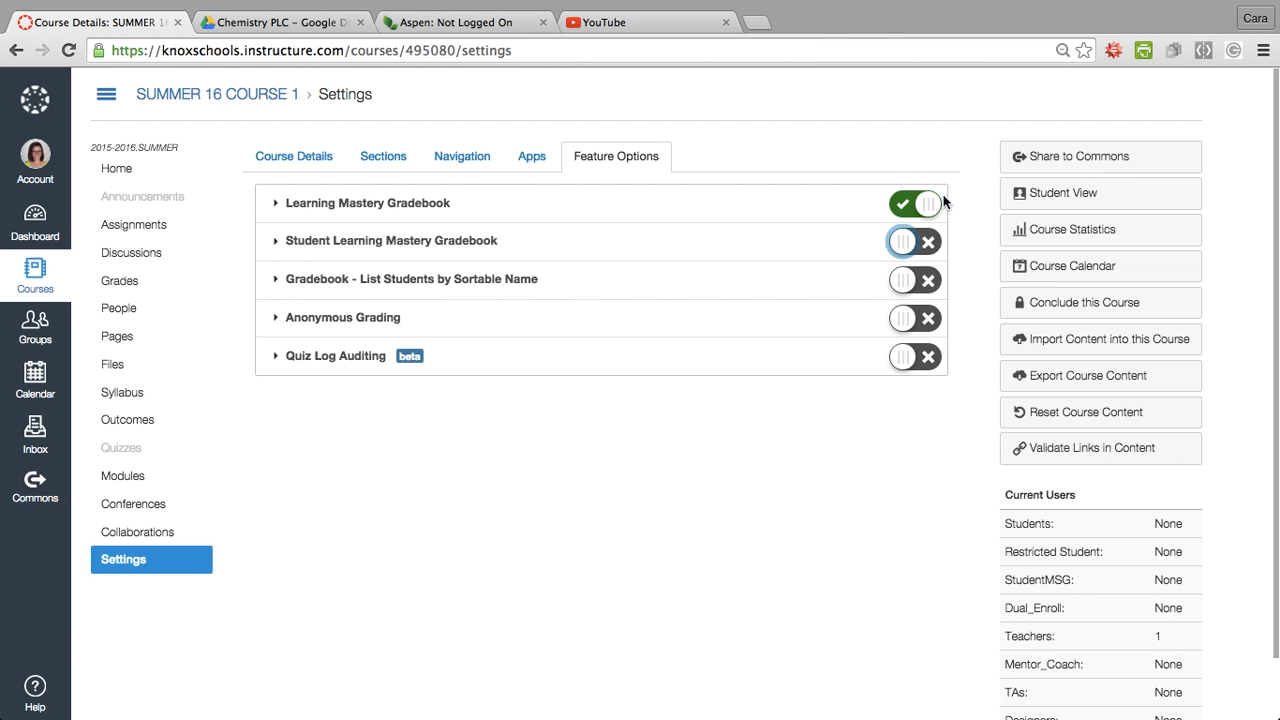 Course Details: SUMMER 16
Chemistry PLC – Google D
Aspen: Not Logged On
YouTube
Cara
https://knoxschools.instructure.com/courses/495080/settings
SUMMER 16 COURSE 1 › Settings
Account
Dashboard
Courses
Groups
Calendar
Inbox
Commons
Help
2015-2016.SUMMER
Home
Announcements
Assignments
Discussions
Grades
People
Pages
Files
Syllabus
Outcomes
Quizzes
Modules
Conferences
Collaborations
Settings
Course Details Sections Navigation Apps Feature Options
Learning Mastery Gradebook
Student Learning Mastery Gradebook
Gradebook - List Students by Sortable Name
Anonymous Grading
Quiz Log Auditing beta
Share to Commons
Student View
Course Statistics
Course Calendar
Conclude this Course
Import Content into this Course
Export Course Content
Reset Course Content
Validate Links in Content
Current Users
Students: None
Restricted Student: None
StudentMSG: None
Dual_Enroll: None
Teachers: 1
Mentor_Coach: None
TAs: None